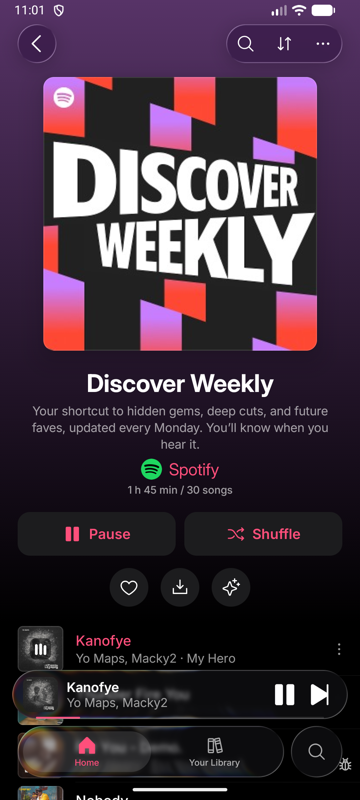 11:01
DISCOVER
WEEKLY
Discover Weekly
Your shortcut to hidden gems, deep cuts, and future
faves, updated every Monday. You'll know when you
hear it.
Spotify
1 h 45 min / 30 songs
Pause
Shuffle
Kanofye
Yo Maps, Macky2 · My Hero
Kanofye
Yo Maps, Macky2
Home
Your Library
Nobody